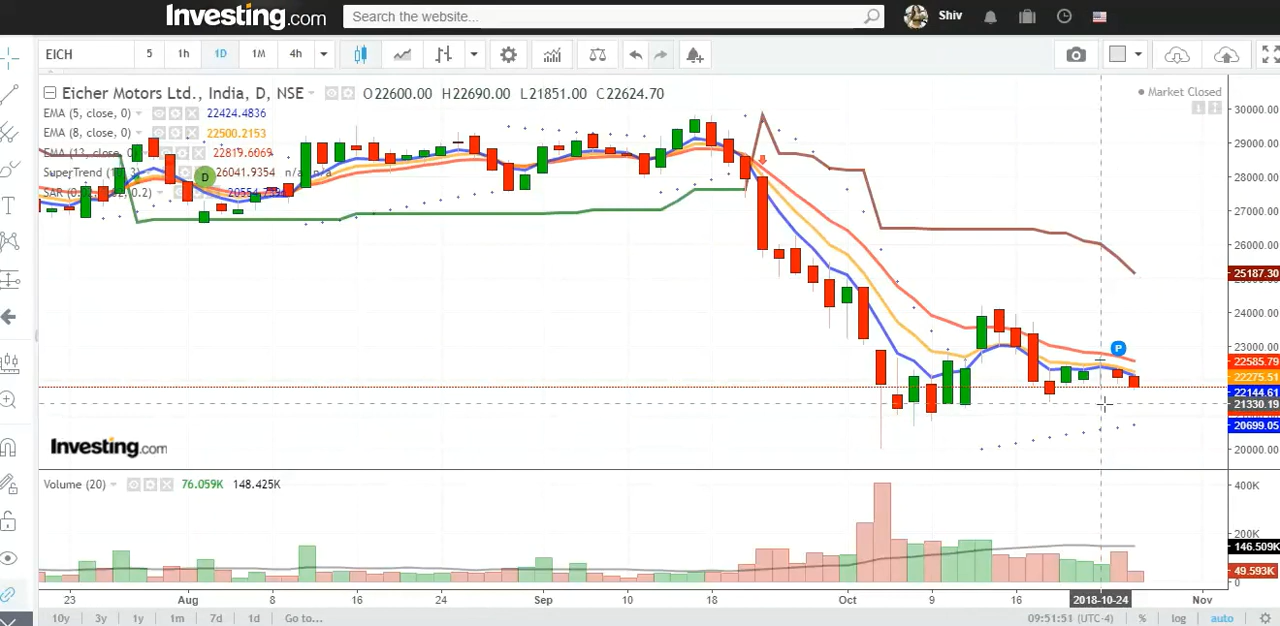 Investing.com
Search the website...
Shiv
EICH 5 1h 1D 1M 4h
Eicher Motors Ltd., India, D, NSE O22600.00 H22690.00 L21851.00 C22624.70
Market Closed
EMA (5, close, 0) 22424.4836
EMA (8, close, 0) 22500.2153
EMA (13, close, 0) 22819.6069
SuperTrend 26041.9354 n/a n/a
SAR
D
P
30000.00
29000.00
28000.00
27000.00
26000.00
25187.30
24000.00
23000.00
22585.79
22275.51
22144.61
21330.19
20699.05
20000.00
Investing.com
Volume (20) 76.059K 148.425K
400K
200K
146.509K
49.593K
0
23 Aug 8 16 24 Sep 10 18 Oct 9 16 2018-10-24 Nov
10y 3y 1y 1m 7d 1d Go to... 09:51:51 (UTC-4) % log auto